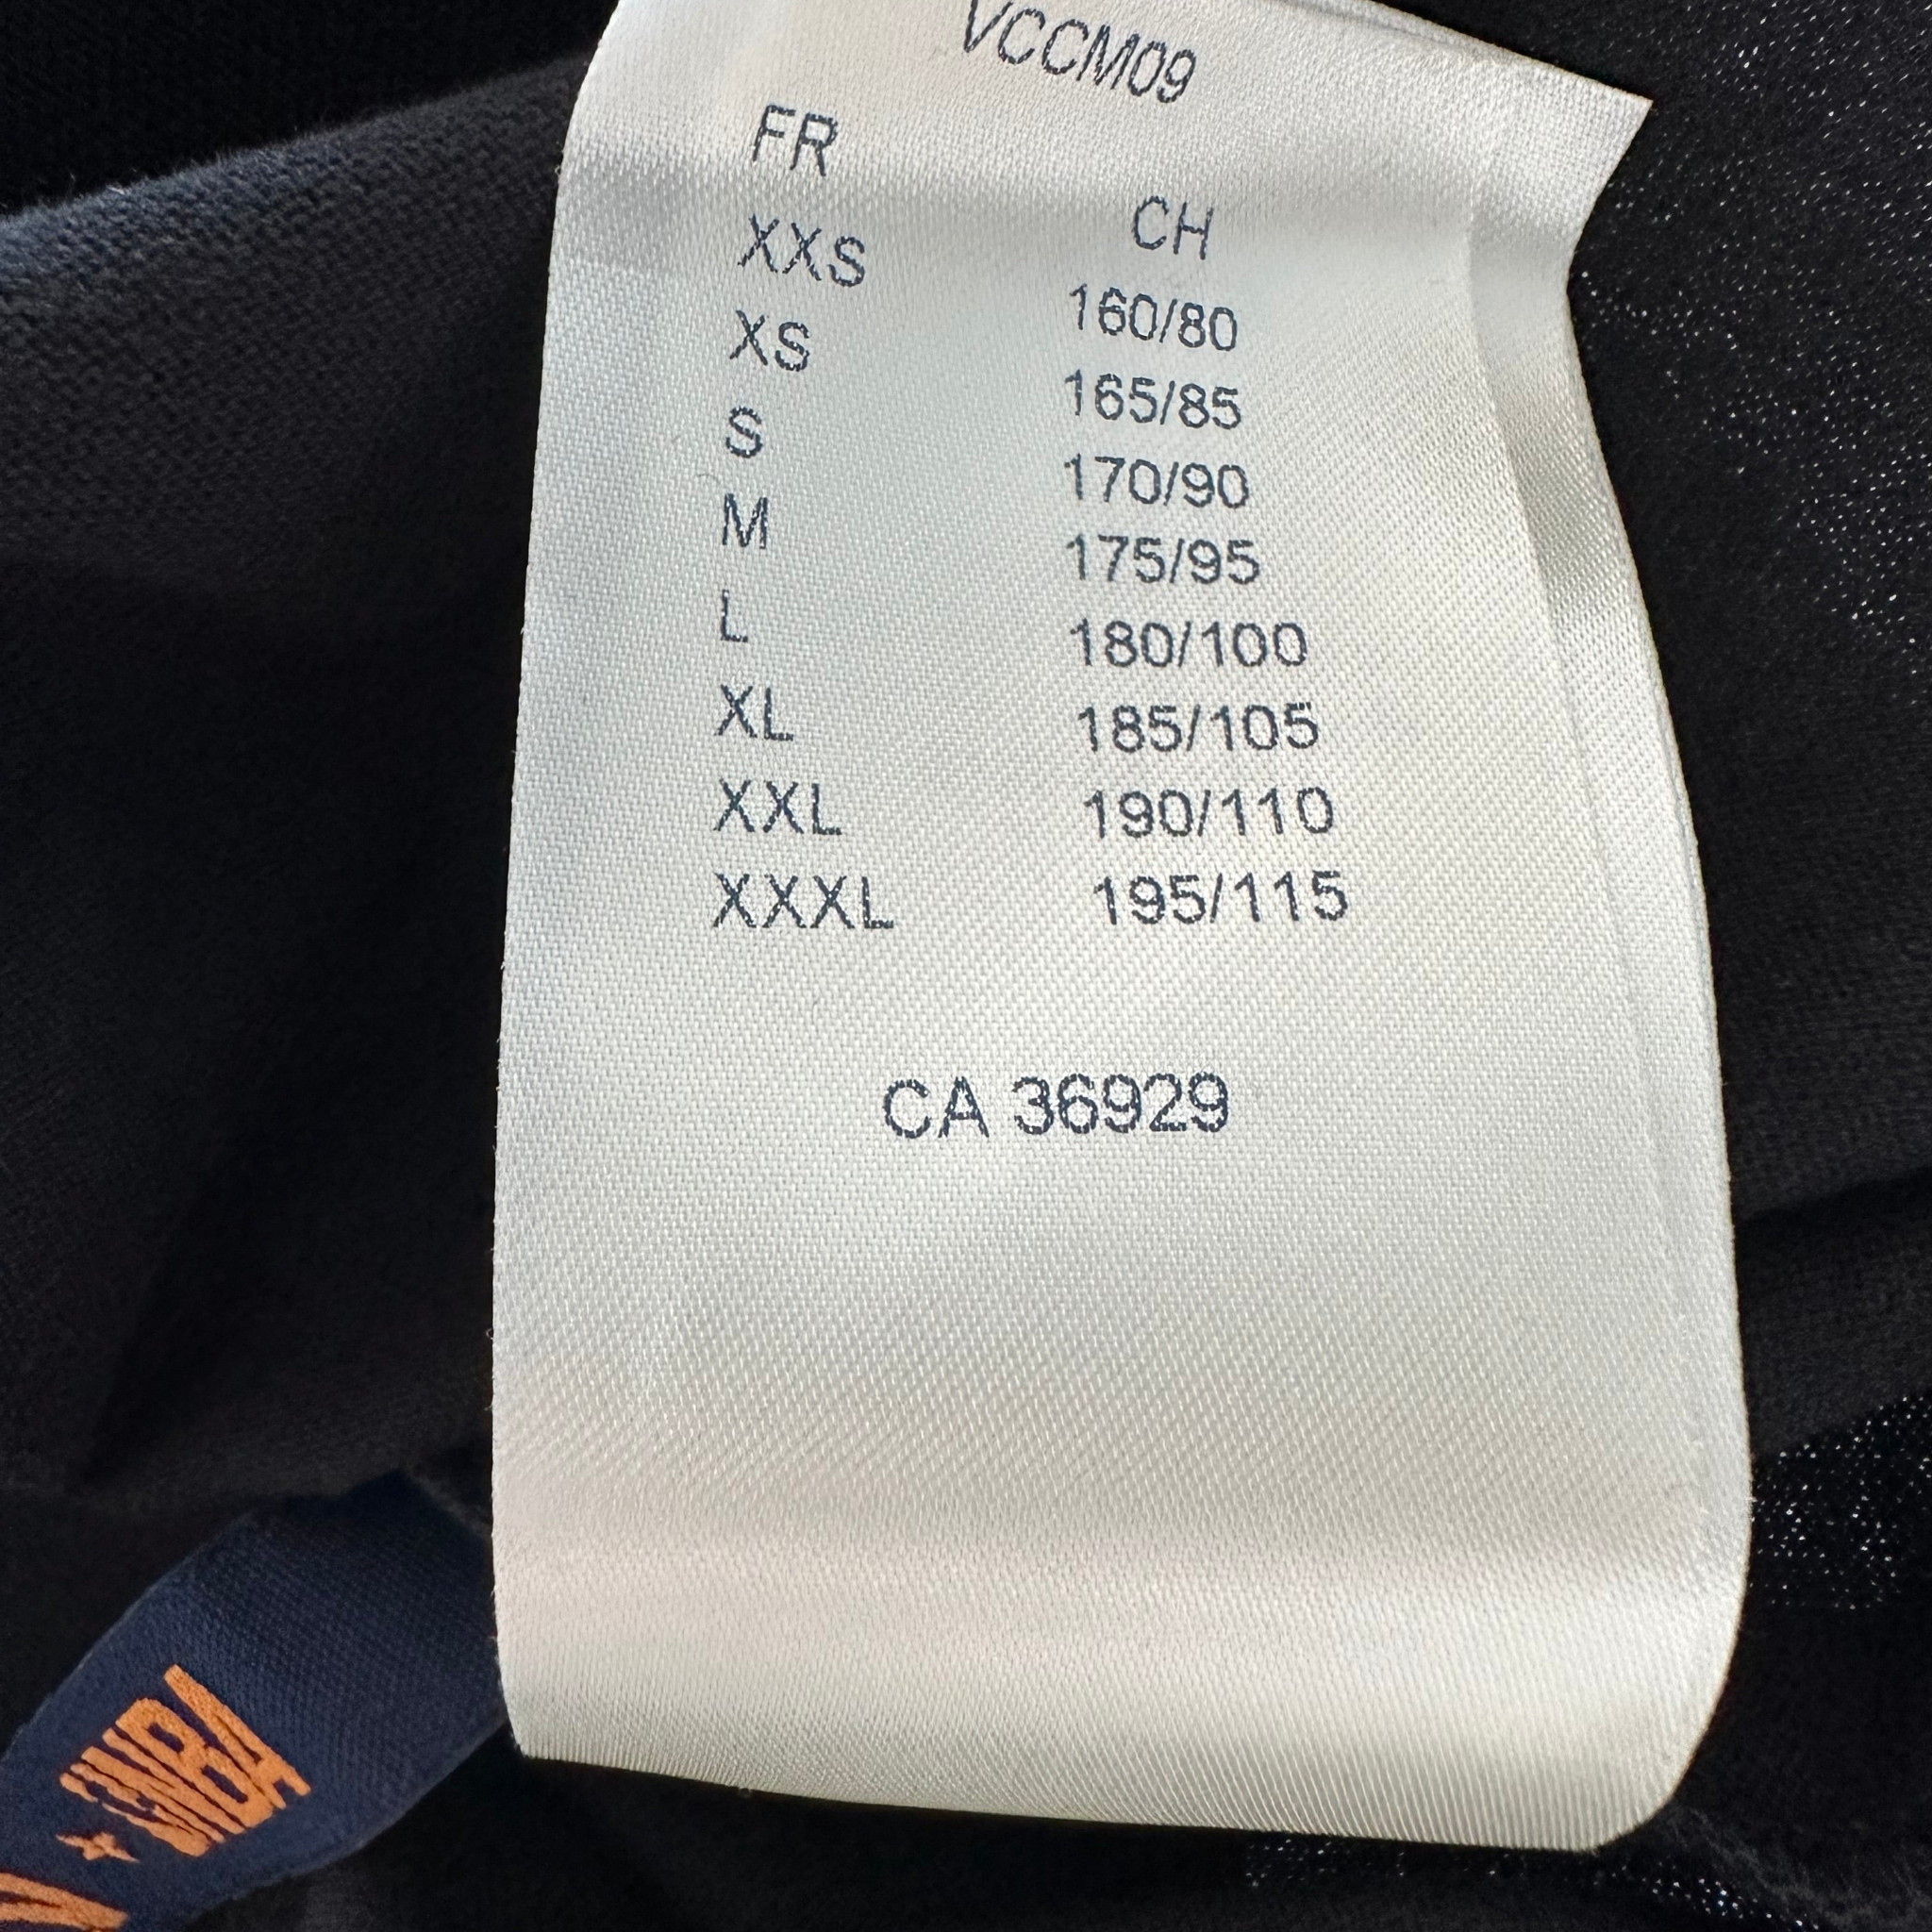 VCCM09
FR CH
XXS 160/80
XS 165/85
S 170/90
M 175/95
L 180/100
XL 185/105
XXL 190/110
XXXL 195/115
CA 36929
NBA